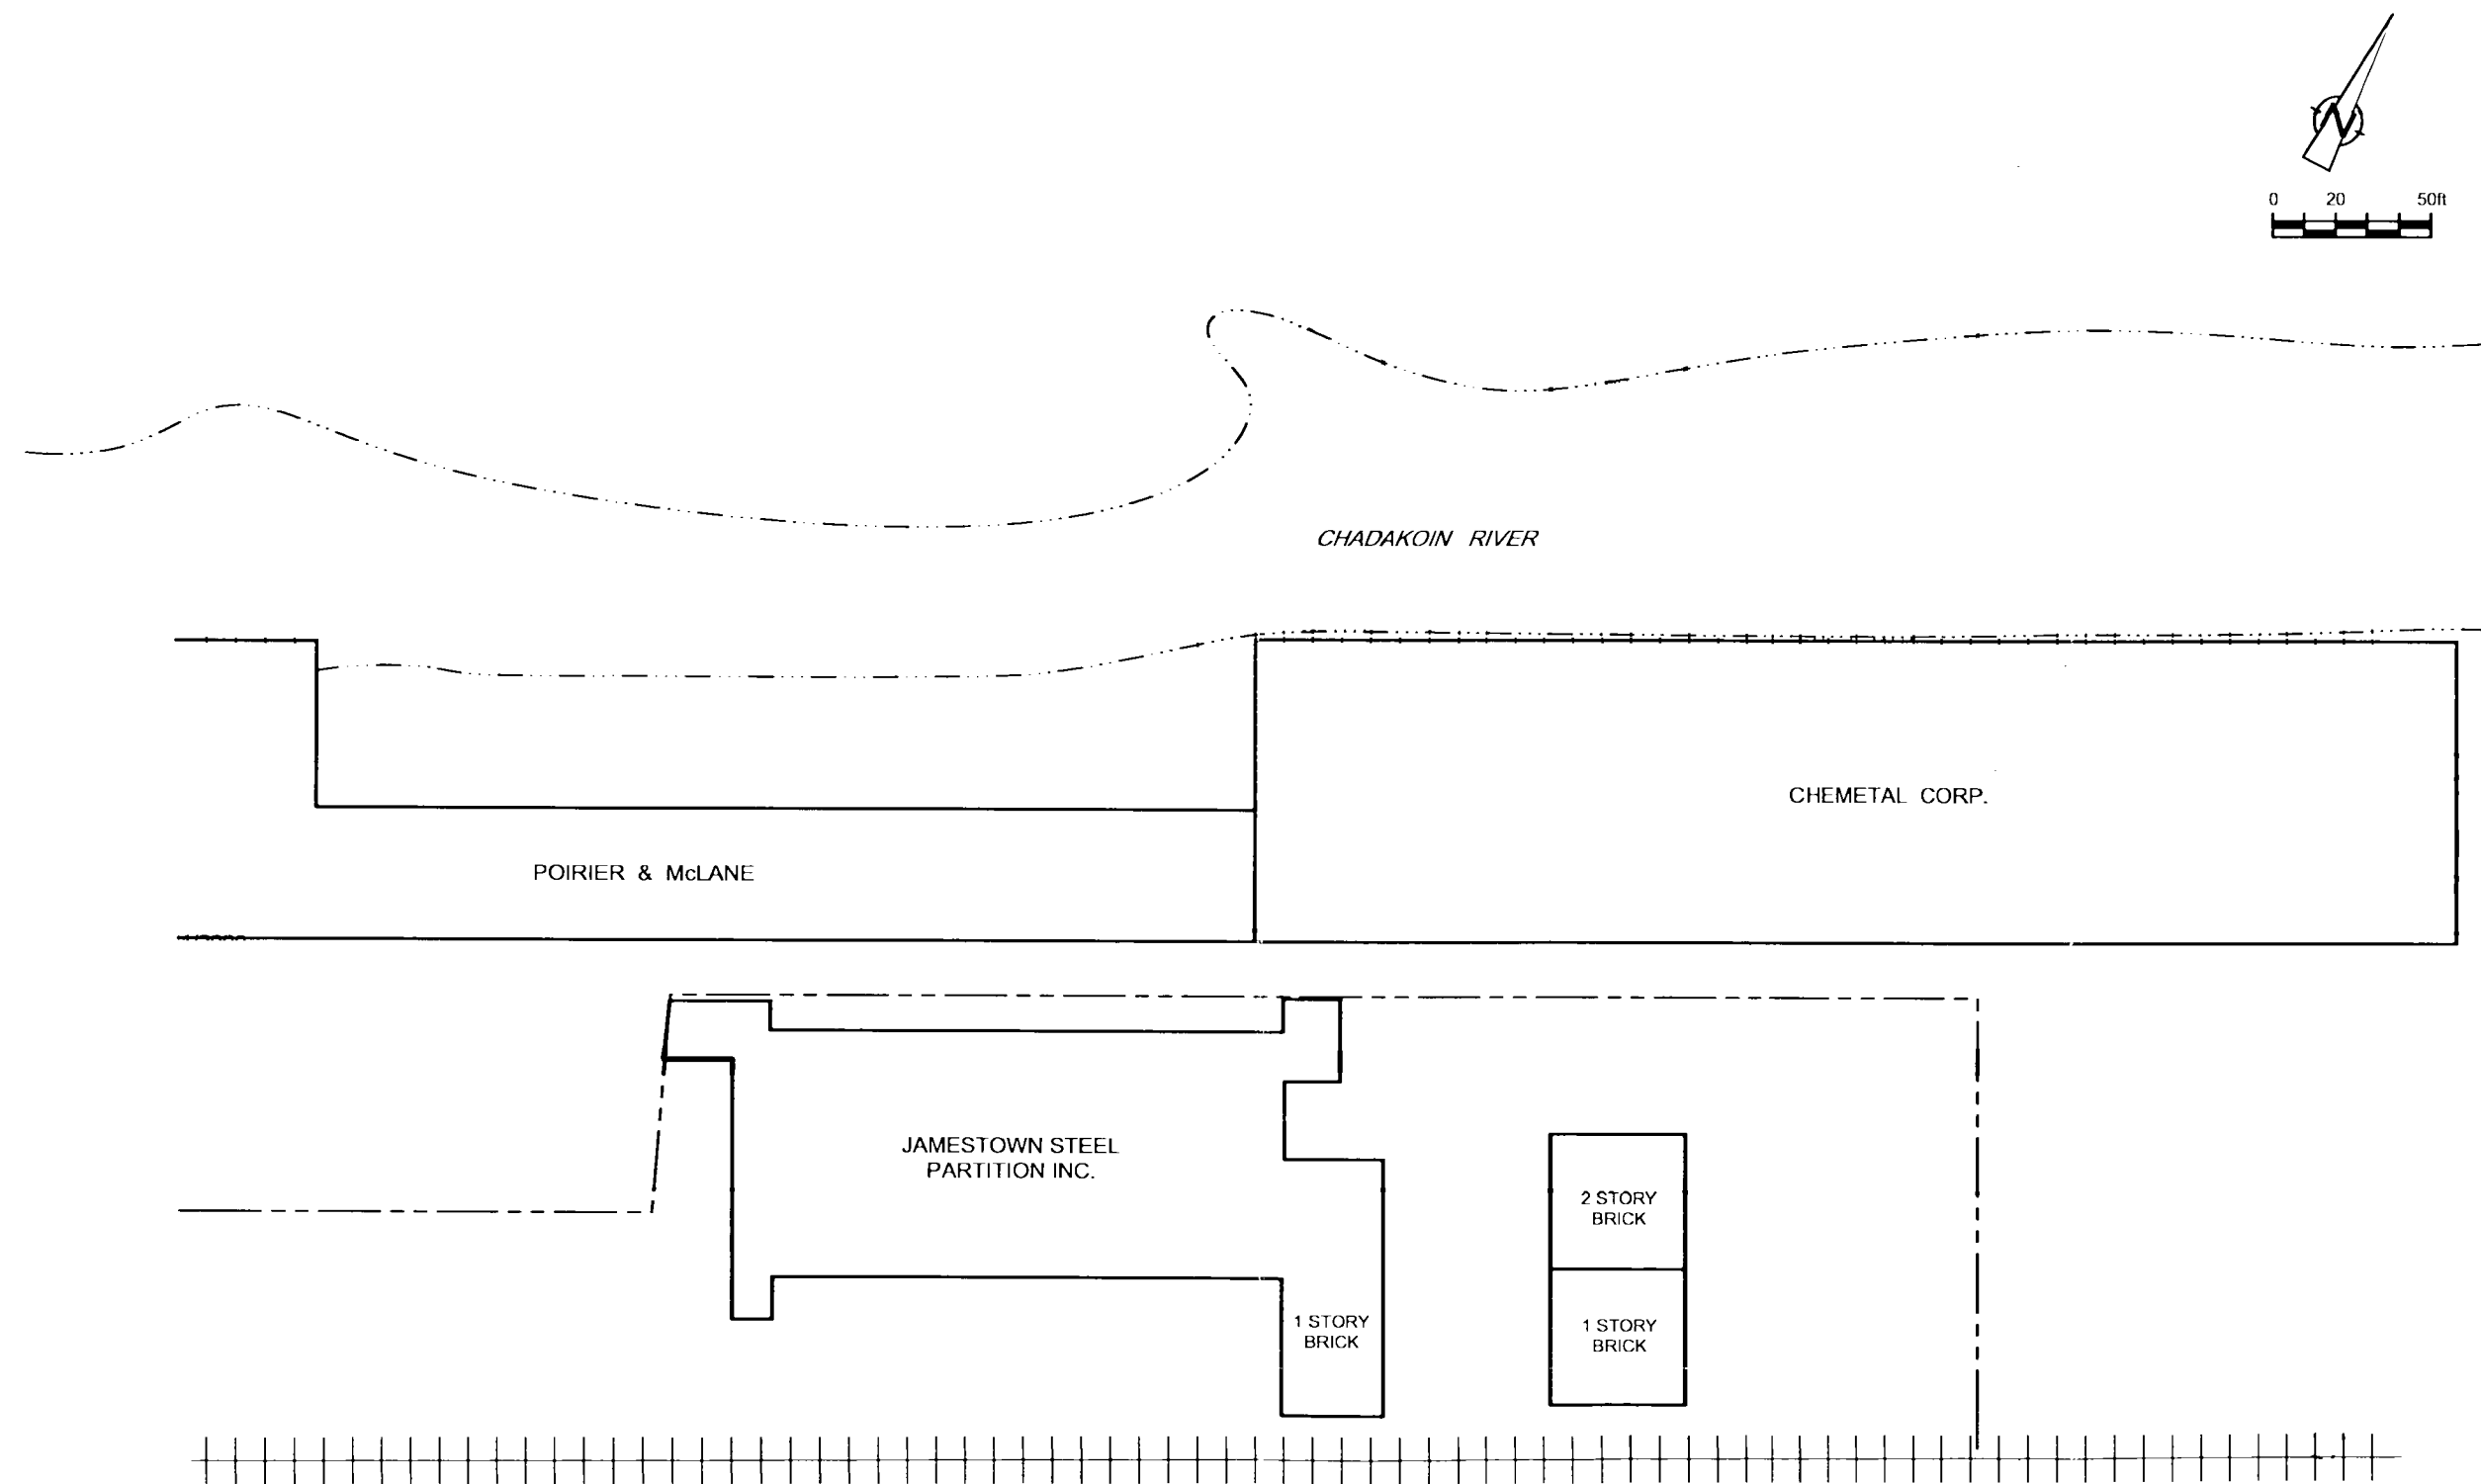 N
0 20 50ft
CHADAKOIN RIVER
CHEMETAL CORP.
POIRIER & McLANE
JAMESTOWN STEEL
PARTITION INC.
2 STORY
BRICK
1 STORY
BRICK
1 STORY
BRICK